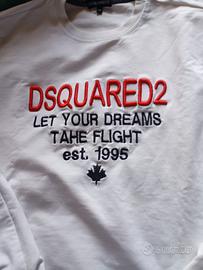 DSQUARED2
LET YOUR DREAMS
TAHE FLIGHT
est. 1995